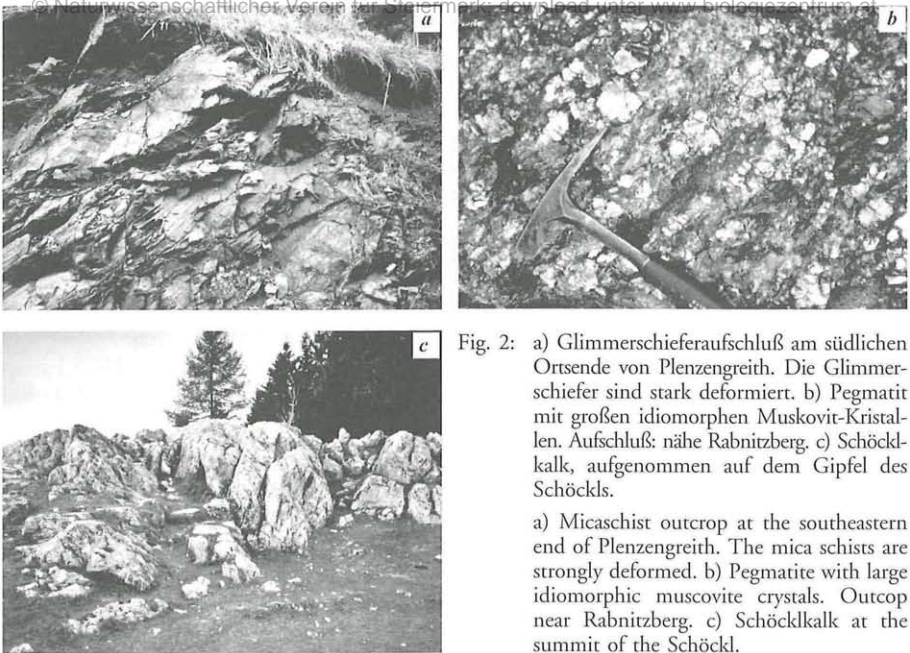 © Naturwissenschaftlicher Verein für Steiermark; download unter www.biologiezentrum.at
a
b
c
Fig. 2: a) Glimmerschieferaufschluß am südlichen
Ortsende von Plenzengreith. Die Glimmer-
schiefer sind stark deformiert. b) Pegmatit
mit großen idiomorphen Muskovit-Kristal-
len. Aufschluß: nähe Rabnitzberg. c) Schöckl-
kalk, aufgenommen auf dem Gipfel des
Schöckls.
a) Micaschist outcrop at the southeastern
end of Plenzengreith. The mica schists are
strongly deformed. b) Pegmatite with large
idiomorphic muscovite crystals. Outcop
near Rabnitzberg. c) Schöcklkalk at the
summit of the Schöckl.